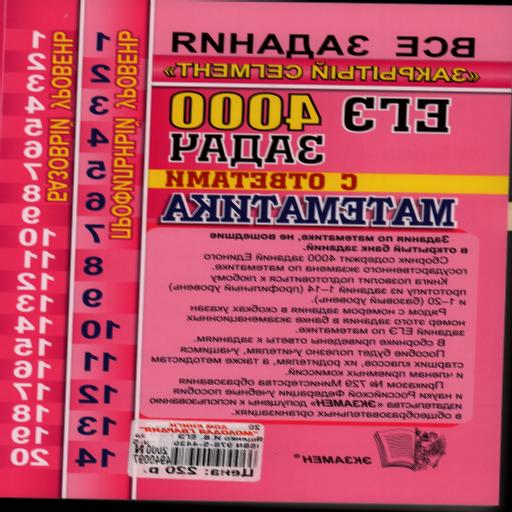 ВСЕ ЗАДАНИЯ
«ЗАКРЫТЫЙ СЕГМЕНТ»
ЕГЭ 4000
ЗАДАЧ
С ОТВЕТАМИ
МАТЕМАТИКА
Задания по математике, не вошедшие
в открытый банк заданий.
Сборник содержит 4000 заданий Единого
государственного экзамена по математике.
Книга позволит подготовиться к любому
прототипу из заданий 1–14 (профильный уровень)
и 1–20 (базовый уровень).
Рядом с номером задания в скобках указан
номер этого задания в банке экзаменационных
заданий ЕГЭ по математике.
В сборнике приведены ответы к заданиям.
Пособие будет полезно учителям, учащимся
старших классов, их родителям, а также методистам
и членам приемных комиссий.
Приказом № 729 Министерства образования
и науки Российской Федерации учебные пособия
издательства «ЭКЗАМЕН» допущены к использованию
в общеобразовательных организациях.
ЭКЗАМЕН®
ДОМ КНИГИ
"МОЛОДАЯ ГВАРДИЯ"
Ященко И.В. ЕГЭ
Цена: 220 р.
ПРОФИЛЬНЫЙ УРОВЕНЬ
1
2
3
4
5
6
7
8
9
10
11
12
13
14
БАЗОВЫЙ УРОВЕНЬ
1
2
3
4
5
6
7
8
9
10
11
12
13
14
15
16
17
18
19
20